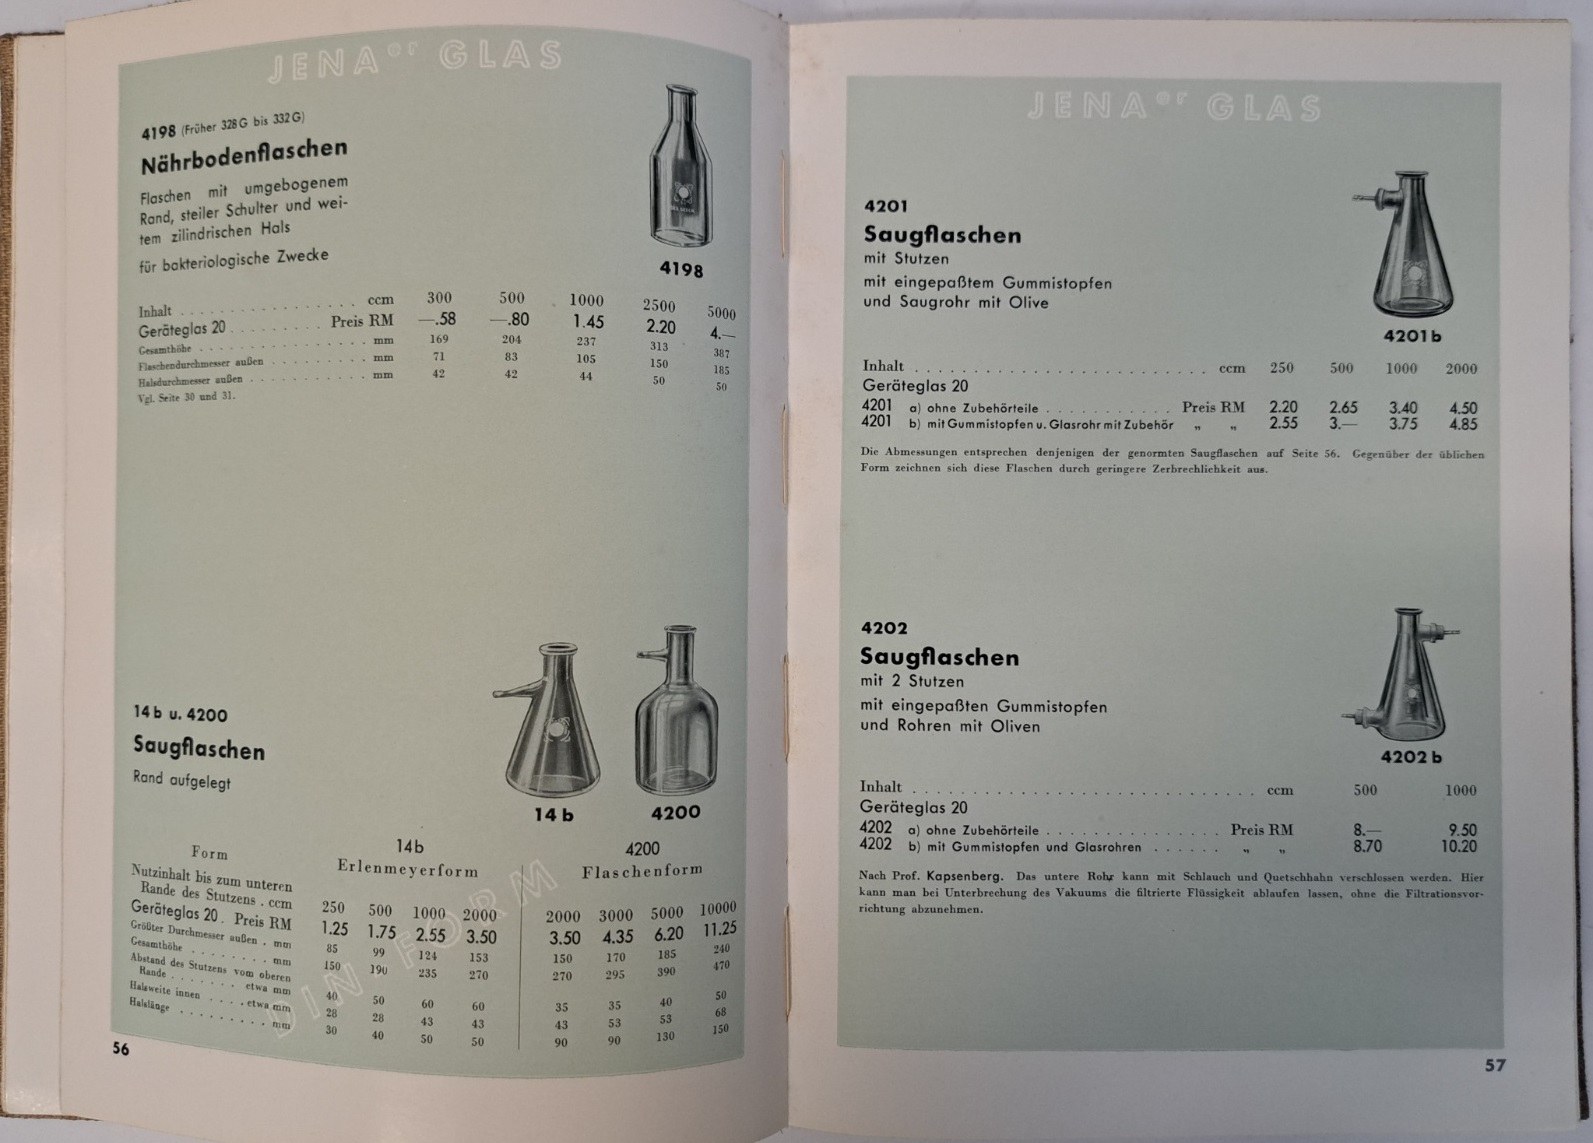 JENAer GLAS
4198 (Früher 328 G bis 332 G)
Nährbodenflaschen
Flaschen mit umgebogenem
Rand, steiler Schulter und wei-
tem zilindrischen Hals
für bakteriologische Zwecke
4198
Inhalt . . . . . . . . . . . . . . . ccm 300 500 1000 2500 5000
Geräteglas 20 . . . . . . . . . Preis RM —.58 —.80 1.45 2.20 4.—
Gesamthöhe . . . . . . . . . . . . . . . mm 169 204 237 313 387
Flaschendurchmesser außen . . . . . . . . . mm 71 83 105 150 185
Halsdurchmesser außen . . . . . . . . . . . mm 42 42 44 50 50
Vgl. Seite 30 und 31.
14 b u. 4200
Saugflaschen
Rand aufgelegt
14 b
4200
Form 14 b 4200
Erlenmeyerform Flaschenform
Nutzinhalt bis zum unteren
Rande des Stutzens . ccm 250 500 1000 2000 2000 3000 5000 10000
Geräteglas 20 . Preis RM 1.25 1.75 2.55 3.50 3.50 4.35 6.20 11.25
Größter Durchmesser außen . mm 85 99 124 153 150 170 185 240
Gesamthöhe . . . . . . . . mm 150 190 235 270 270 295 390 470
Abstand des Stutzens vom oberen
Rande . . . . . . . etwa mm 40 50 60 60 35 35 40 50
Halsweite innen . . . . etwa mm 28 28 43 43 43 53 53 68
Halslänge . . . . . . . . . mm 30 40 50 50 90 90 130 150
DIN FORM
56
JENAer GLAS
4201
Saugflaschen
mit Stutzen
mit eingepaßtem Gummistopfen
und Saugrohr mit Olive
4201 b
Inhalt . . . . . . . . . . . . . . . . . . . . . . . . . ccm 250 500 1000 2000
Geräteglas 20
4201 a) ohne Zubehörteile . . . . . . . . . . . Preis RM 2.20 2.65 3.40 4.50
4201 b) mit Gummistopfen u. Glasrohr mit Zubehör „ „ 2.55 3.— 3.75 4.85
Die Abmessungen entsprechen denjenigen der genormten Saugflaschen auf Seite 56. Gegenüber der üblichen
Form zeichnen sich diese Flaschen durch geringere Zerbrechlichkeit aus.
4202
Saugflaschen
mit 2 Stutzen
mit eingepaßten Gummistopfen
und Rohren mit Oliven
4202 b
Inhalt . . . . . . . . . . . . . . . . . . . . . . . . . . . . . ccm 500 1000
Geräteglas 20
4202 a) ohne Zubehörteile . . . . . . . . . . . . . . . Preis RM 8.— 9.50
4202 b) mit Gummistopfen und Glasrohren . . . . . . „ „ 8.70 10.20
Nach Prof. Kapsenberg. Das untere Rohr kann mit Schlauch und Quetschhahn verschlossen werden. Hier
kann man bei Unterbrechung des Vakuums die filtrierte Flüssigkeit ablaufen lassen, ohne die Filtrationsvor-
richtung abzunehmen.
57